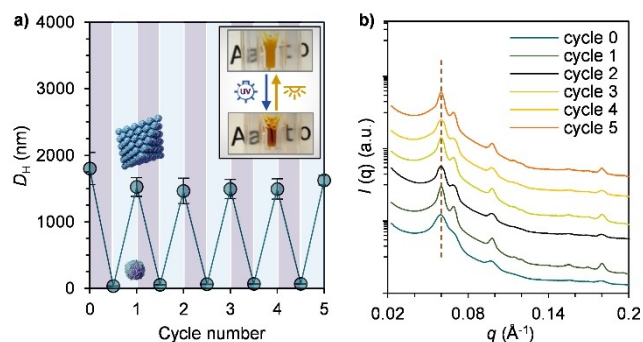 a)
4000
3000
2000
1000
0
D_H (nm)
0 1 2 3 4 5
Cycle number
UV
b)
cycle 0
cycle 1
cycle 2
cycle 3
cycle 4
cycle 5
I (q) (a.u.)
0.02 0.08 0.14 0.2
q (Å⁻¹)